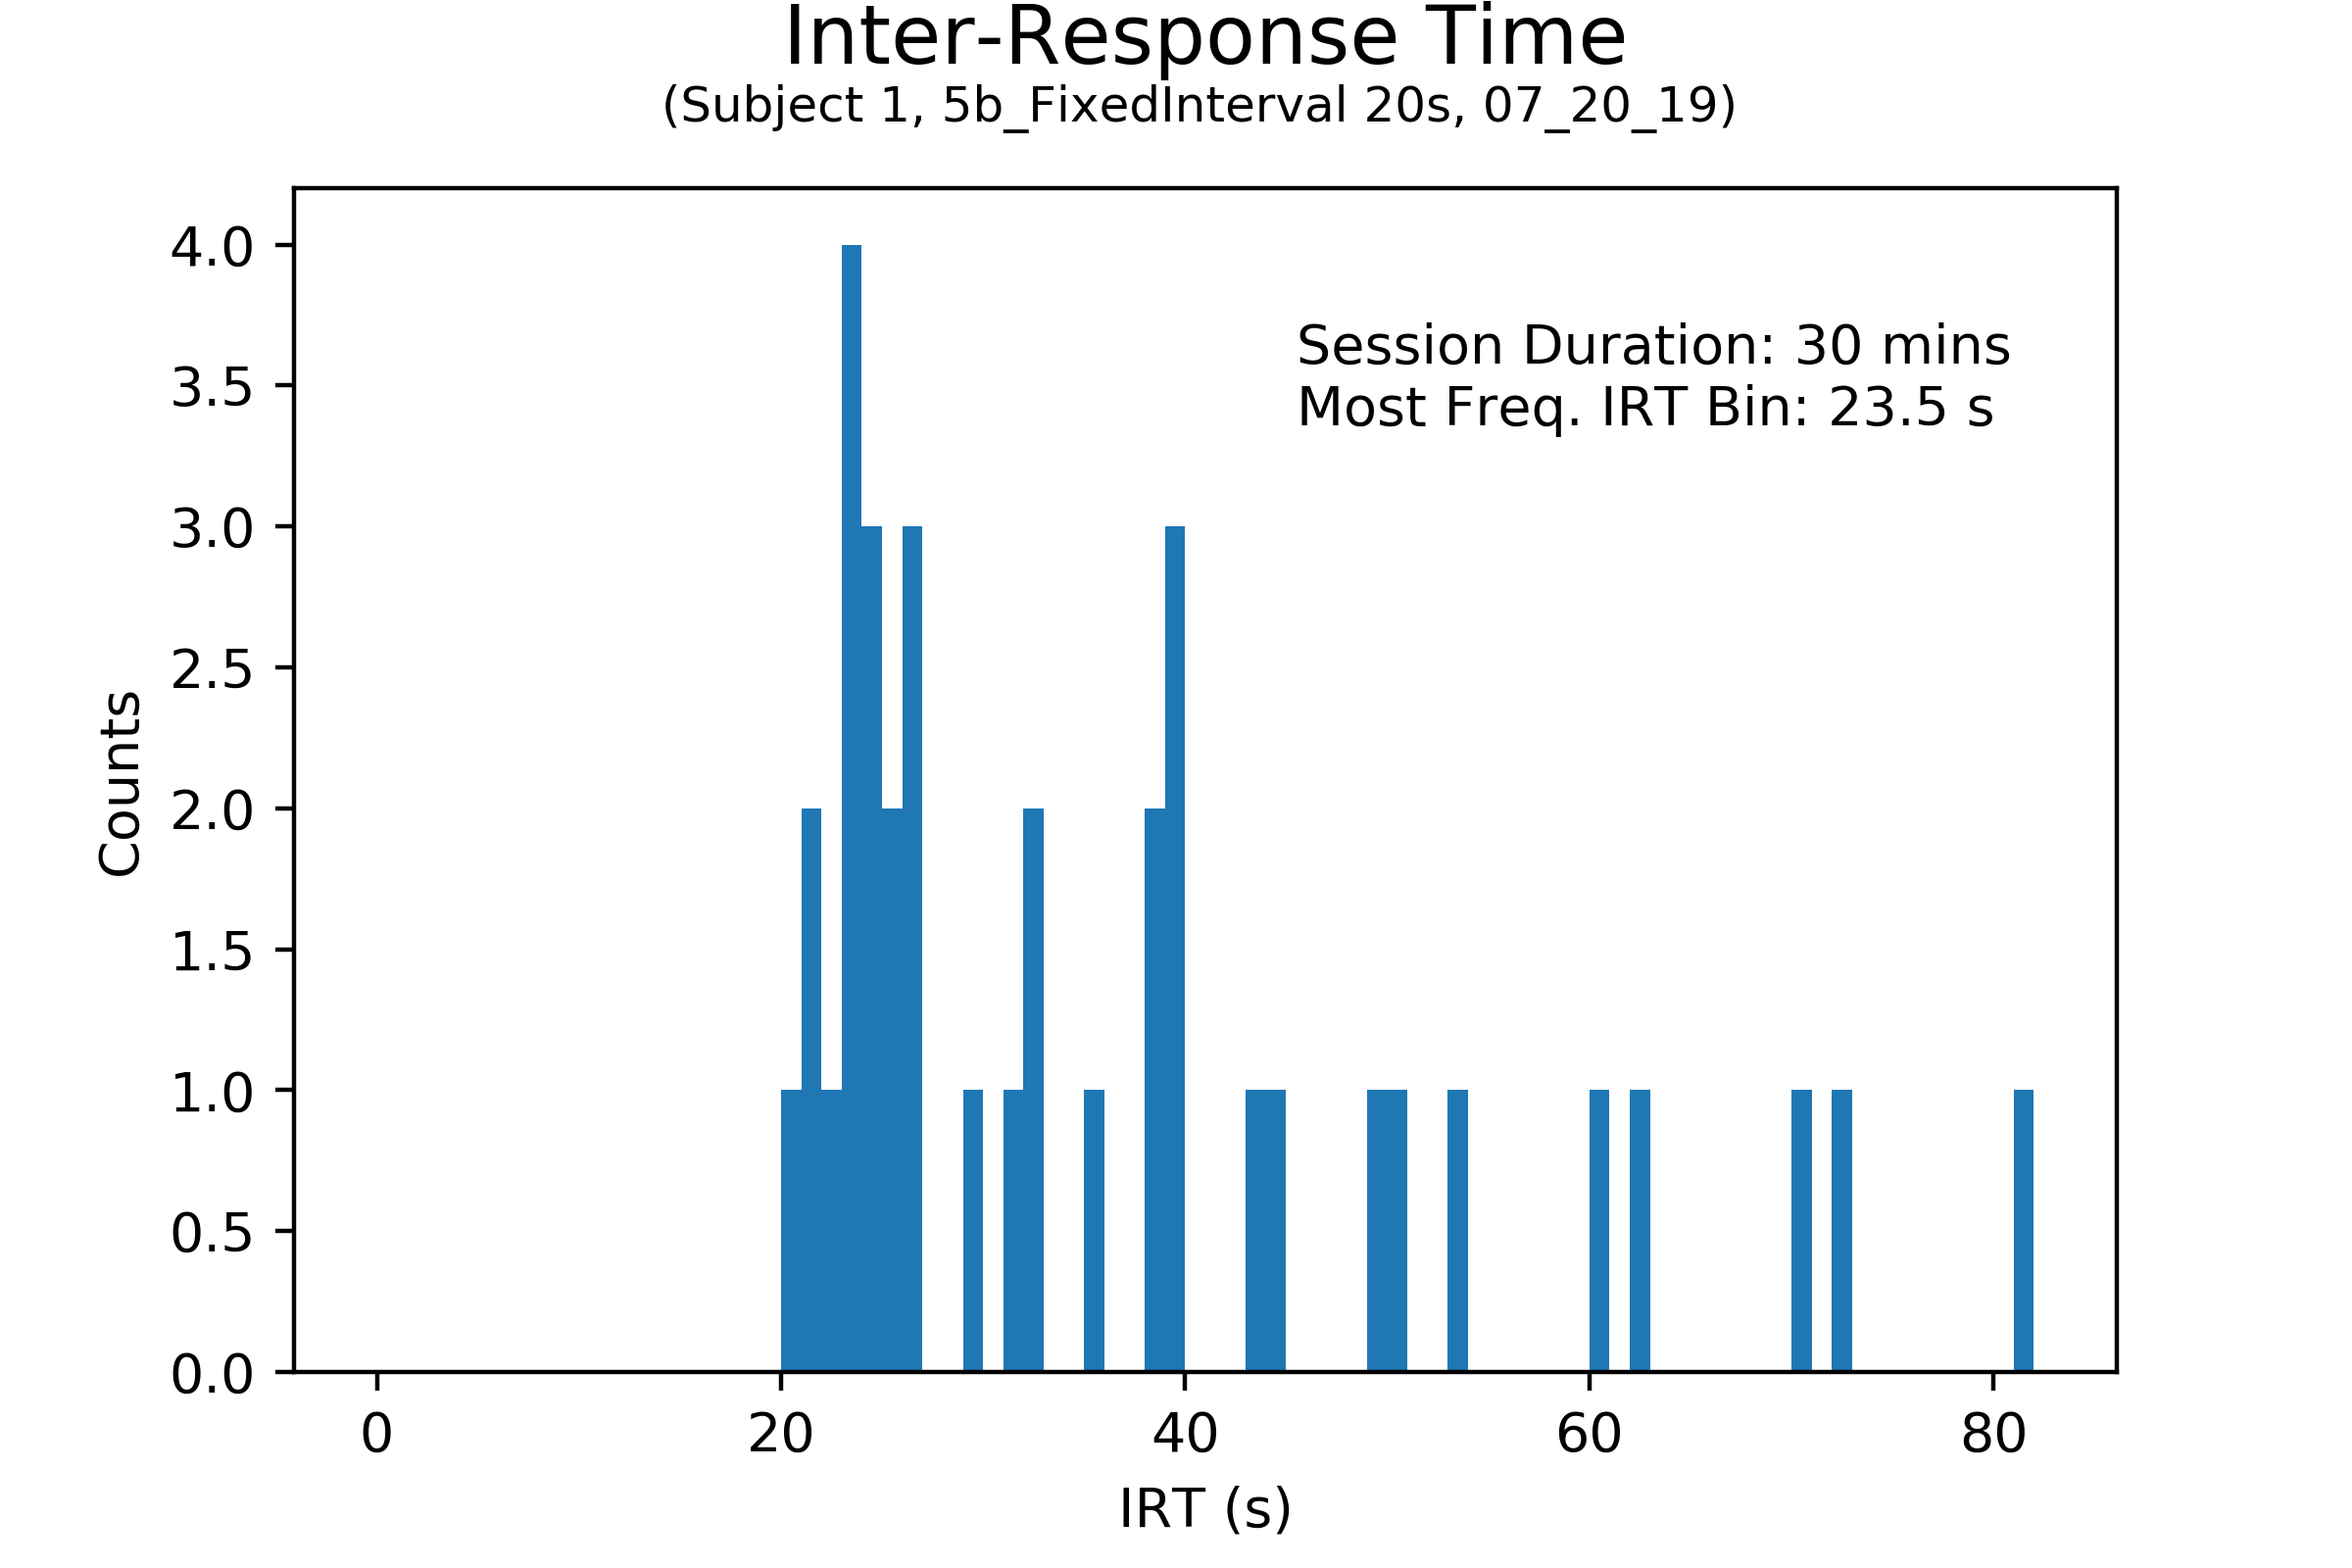 Inter-Response Time
(Subject 1, 5b_FixedInterval 20s, 07_20_19)
4.0
3.5
3.0
2.5
2.0
1.5
1.0
0.5
0.0
Counts
Session Duration: 30 mins
Most Freq. IRT Bin: 23.5 s
0 20 40 60 80
IRT (s)